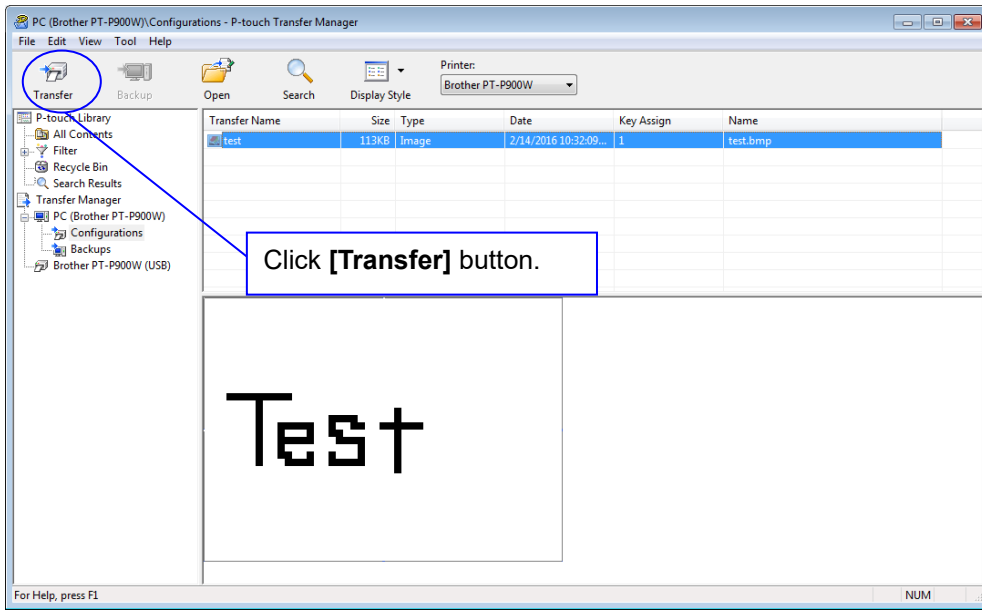 PC (Brother PT-P900W)\Configurations - P-touch Transfer Manager
File Edit View Tool Help
Transfer Backup Open Search Display Style Printer:
Brother PT-P900W
P-touch Library
All Contents
Filter
Recycle Bin
Search Results
Transfer Manager
PC (Brother PT-P900W)
Configurations
Backups
Brother PT-P900W (USB)
Transfer Name Size Type Date Key Assign Name
test 113KB Image 2/14/2016 10:32:09... 1 test.bmp
Click [Transfer] button.
Test
For Help, press F1 NUM